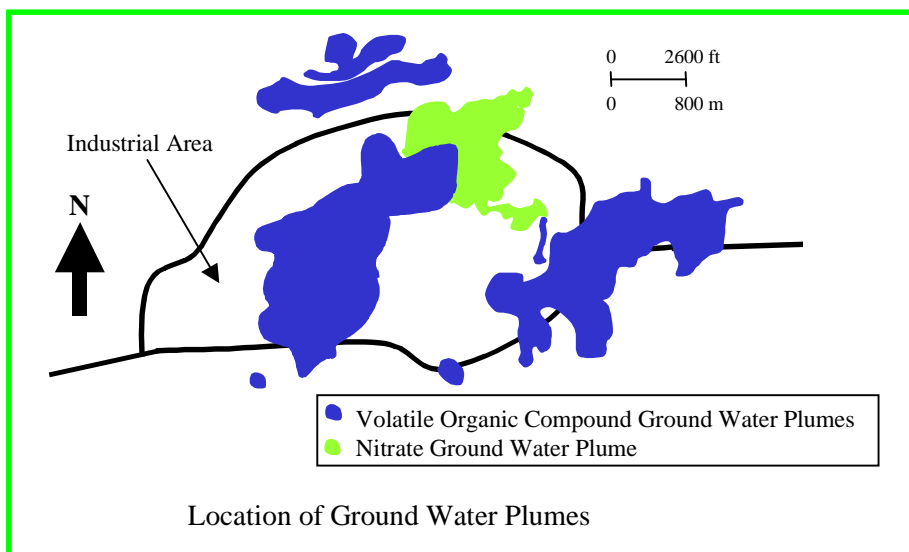 0 2600 ft
0 800 m
Industrial Area
N
Volatile Organic Compound Ground Water Plumes
Nitrate Ground Water Plume
Location of Ground Water Plumes